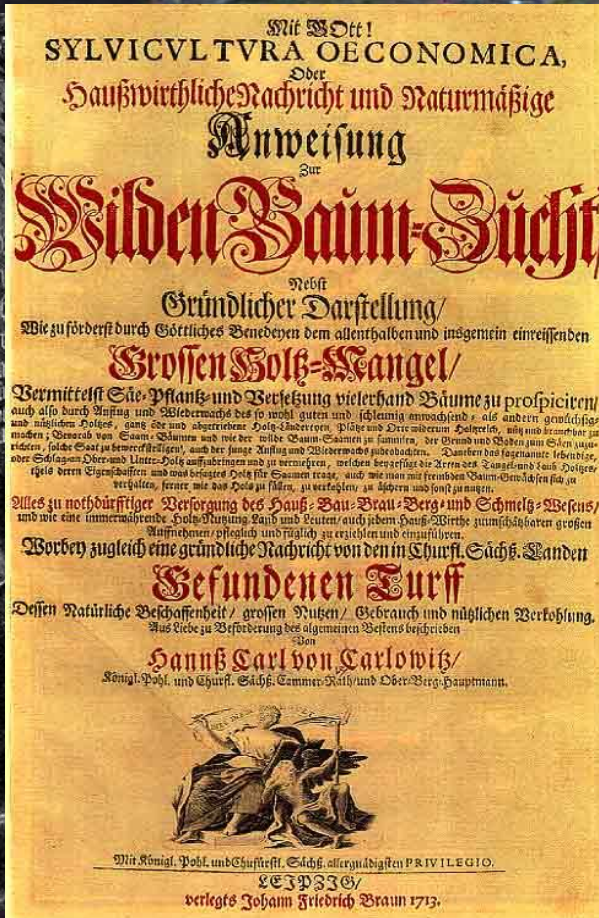 Mit GOtt!
SYLVICVLTVRA OECONOMICA,
Oder
Haußwirthliche Nachricht und Naturmäßige
Anweisung
Zur
Wilden Baum-Zucht/
Nebst
Gründlicher Darstellung/
Wie zu förderst durch Göttliches Benedeyen dem allenthalben und insgemein einreissenden
Grossen Holtz-Mangel/
Vermittelst Säe-Pflantz-und Versetzung vielerhand Bäume zu prospiciren/
auch also durch Anflug und Wiederwachs des so wohl guten und schleunig anwachsend, als andern gewüchsig-
und nützlichen Holtzes, gantz öde und abgetriebene Holtz-Ländereyen, Plätze und Orte widerum Holtzreich, nütz und brauchbar zu
machen; Bevorab von Saam-Bäumen und wie der wilde Baum-Saamen zu sammlen, der Grund und Boden zum Säen zuzu-
richten, solche Saat zu bewerckstelligen, auch der junge Anflug und Wiederwachs zubeobachten. Daneben das sogenannte lebendige,
oder Schlag-an Ober-und Unter-Holtz auffzubringen und zu vermehren, welchen beygefügt die Arten des Tangel-und Laub Holtzes,
theils deren Eigenschafften und was besagtes Holtz für Saamen trage, auch wie man mit frembden Baum-Gewächsen sich zu
verhalten, ferner wie das Holtz zu fällen, zu verkohlen, zu äschern und sonst zu nutzen.
Alles zu nothdürfftiger Versorgung des Hauß-Bau-Brau-Berg-und Schmeltz-Wesens/
und wie eine immerwährende Holtz-Nutzung, Land und Leuten, auch jedem Hauß-Wirthe zu unschätzbaren großen
Auffnehmen, pfleglich und füglich zu erziehlen und einzuführen.
Worbey zugleich eine gründliche Nachricht von den in Churfl. Sächß. Landen
Gefundenen Turff
Dessen Natürliche Beschaffenheit/ grossen Nutzen/ Gebrauch und nützlichen Verkohlung.
Aus Liebe zu Beförderung des algemeinen Bestens beschrieben
Von
Hannß Carl von Carlowitz/
Königl. Pohl. und Churfl. Sächß. Cammer-Rath/ und Ober-Berg-Hauptmann.
Mit Königl. Pohl. und Churfürstl. Sächß. allergnädigsten PRIVILEGIO.
LEIPZIG/
verlegts Johann Friedrich Braun 1713.